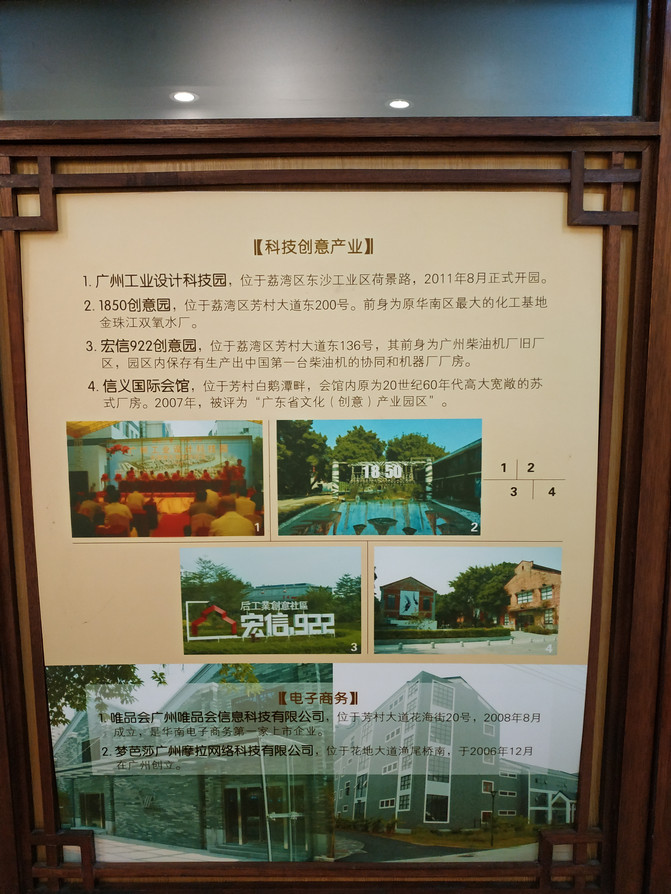 【科技创意产业】
1. 广州工业设计科技园，位于荔湾区东沙工业区荷景路，2011年8月正式开园。
2. 1850创意园，位于荔湾区芳村大道东200号。前身为原华南区最大的化工基地
金珠江双氧水厂。
3. 宏信922创意园，位于荔湾区芳村大道东136号，其前身为广州柴油机厂旧厂
区，园区内保存有生产出中国第一台柴油机的协同和机器厂厂房。
4. 信义国际会馆，位于芳村白鹅潭畔，会馆内原为20世纪60年代高大宽敞的苏
式厂房。2007年，被评为“广东省文化（创意）产业园区”。
1850
1
2
1 2
3 4
后工業創意社區
宏信922
3
4
【电子商务】
1. 唯品会广州唯品会信息科技有限公司，位于芳村大道花海街20号，2008年8月
成立，是华南电子商务第一家上市企业。
2. 梦芭莎广州摩拉网络科技有限公司，位于花地大道渔尾桥南，于2006年12月
在广州创立。